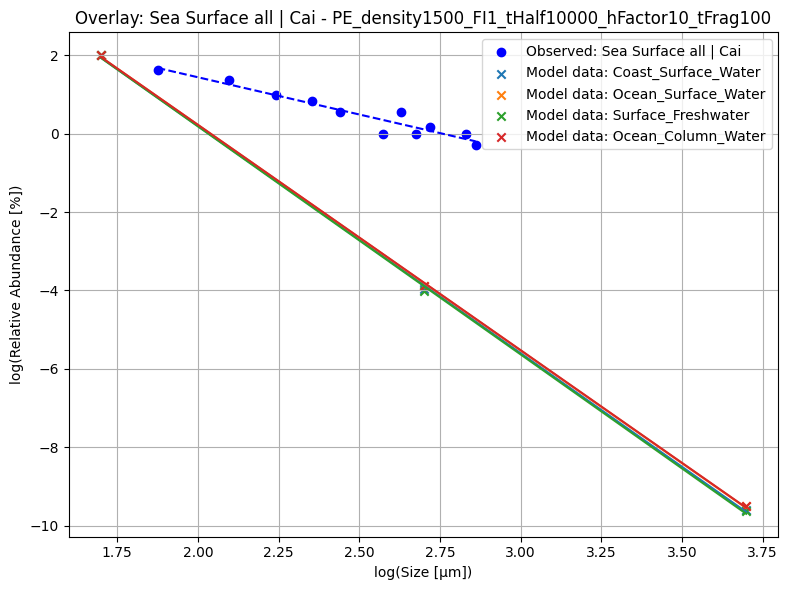 Overlay: Sea Surface all | Cai - PE_density1500_FI1_tHalf10000_hFactor10_tFrag100
Observed: Sea Surface all | Cai
Model data: Coast_Surface_Water
Model data: Ocean_Surface_Water
Model data: Surface_Freshwater
Model data: Ocean_Column_Water
log(Relative Abundance [%])
2
0
−2
−4
−6
−8
−10
1.75
2.00
2.25
2.50
2.75
3.00
3.25
3.50
3.75
log(Size [µm])